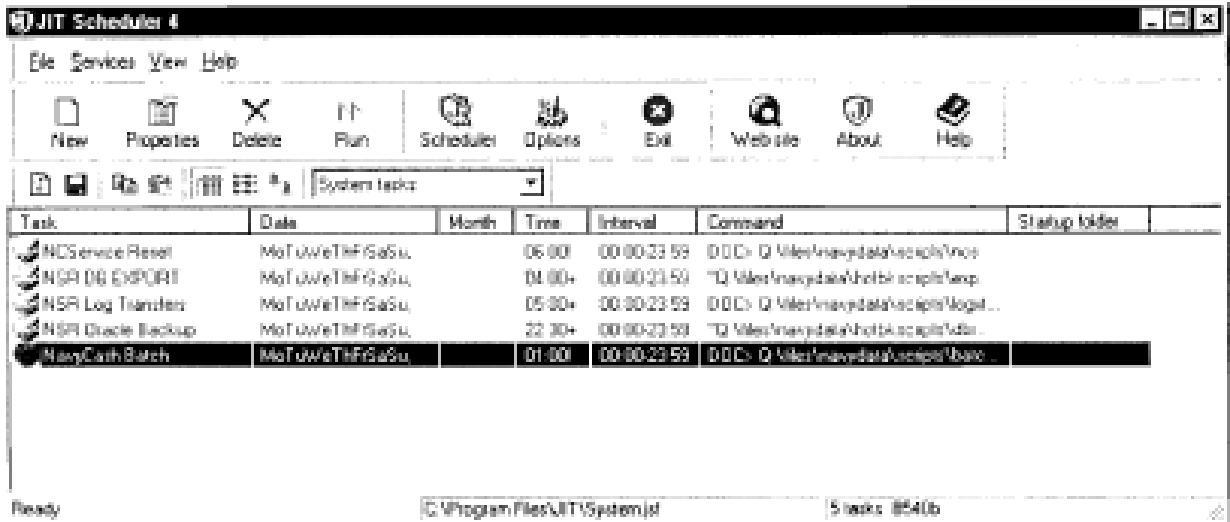 JIT Scheduler 4
File Services View Help
New Properties Delete Run Scheduler Options Exit Web site About Help
System tasks
Task Date Month Time Interval Command Startup folder
NCService Reset MoTuWeThFrSaSu, 06:00! 00:00-23:59
NSR DB EXPORT MoTuWeThFrSaSu, 04:00+ 00:00-23:59
NSR Log Transfers MoTuWeThFrSaSu, 05:00+ 00:00-23:59
NSR Oracle Backup MoTuWeThFrSaSu, 22:30+ 00:00-23:59
NavyCash Batch MoTuWeThFrSaSu, 01:00! 00:00-23:59
Ready C:\Program Files\JIT\System.jsf 5 tasks 8540b